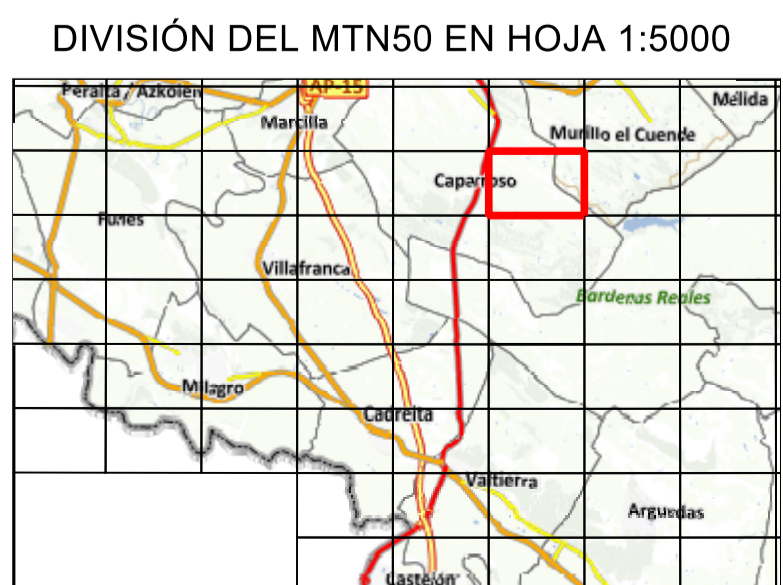 DIVISIÓN DEL MTN50 EN HOJA 1:5000
Peralta / Azkoien
AP-15
Mélida
Marcilla
Murillo el Cuende
Caparroso
Funes
Villafranca
Bardenas Reales
Milagro
Cadreita
Valtierra
Arguedas
Castejón